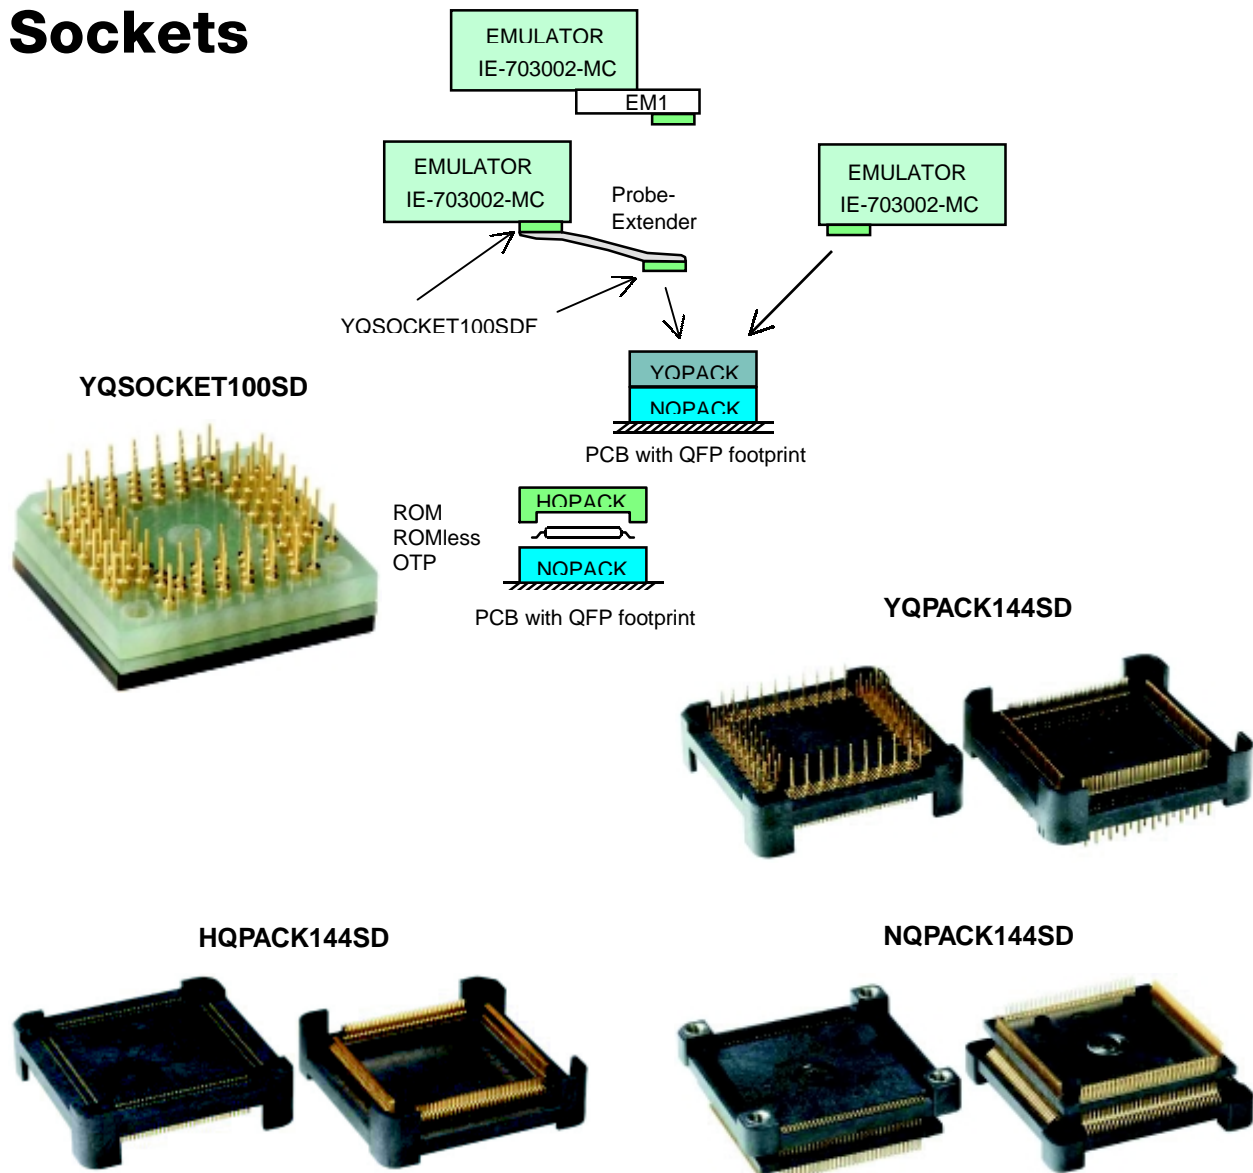 Sockets
EMULATOR
IE-703002-MC
EM1
EMULATOR
IE-703002-MC
Probe-
Extender
EMULATOR
IE-703002-MC
YQSOCKET100SDF
YQPACK
NQPACK
PCB with QFP footprint
YQSOCKET100SD
ROM
ROMless
OTP
HQPACK
NQPACK
PCB with QFP footprint
YQPACK144SD
HQPACK144SD
NQPACK144SD